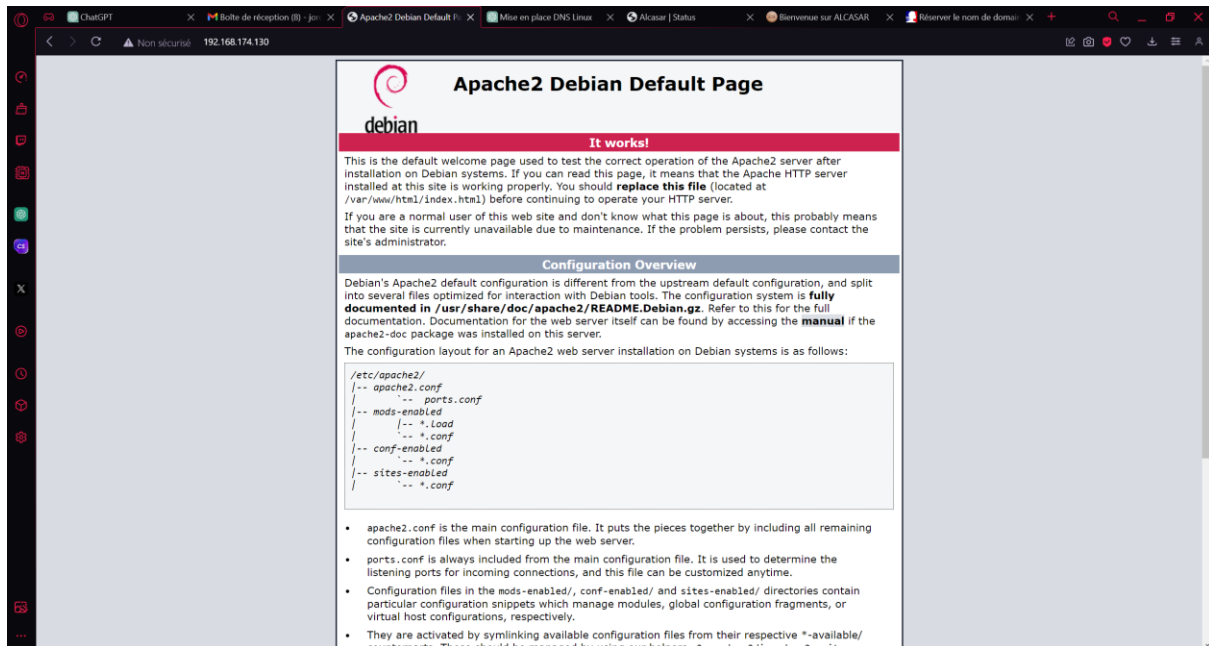 ChatGPT
Boîte de réception (8) - jon
Apache2 Debian Default P
Mise en place DNS Linux
Alcasar | Status
Bienvenue sur ALCASAR
Réserver le nom de domain
Non sécurisé 192.168.174.130
debian
Apache2 Debian Default Page
It works!
This is the default welcome page used to test the correct operation of the Apache2 server after
installation on Debian systems. If you can read this page, it means that the Apache HTTP server
installed at this site is working properly. You should replace this file (located at
/var/www/html/index.html) before continuing to operate your HTTP server.
If you are a normal user of this web site and don't know what this page is about, this probably means
that the site is currently unavailable due to maintenance. If the problem persists, please contact the
site's administrator.
Configuration Overview
Debian's Apache2 default configuration is different from the upstream default configuration, and split
into several files optimized for interaction with Debian tools. The configuration system is fully
documented in /usr/share/doc/apache2/README.Debian.gz. Refer to this for the full
documentation. Documentation for the web server itself can be found by accessing the manual if the
apache2-doc package was installed on this server.
The configuration layout for an Apache2 web server installation on Debian systems is as follows:
/etc/apache2/
|-- apache2.conf
|       `--  ports.conf
|-- mods-enabled
|       |-- *.load
|       `-- *.conf
|-- conf-enabled
|       `-- *.conf
|-- sites-enabled
|       `-- *.conf
• apache2.conf is the main configuration file. It puts the pieces together by including all remaining
configuration files when starting up the web server.
• ports.conf is always included from the main configuration file. It is used to determine the
listening ports for incoming connections, and this file can be customized anytime.
• Configuration files in the mods-enabled/, conf-enabled/ and sites-enabled/ directories contain
particular configuration snippets which manage modules, global configuration fragments, or
virtual host configurations, respectively.
• They are activated by symlinking available configuration files from their respective *-available/